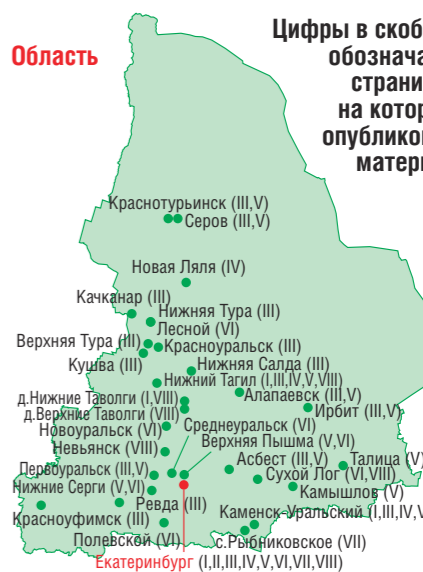 Область
Цифры в скоб
обознача
страни
на котор
опубликов
матери
Краснотурьинск (III,V)
Серов (III,V)
Новая Ляля (IV)
Качканар (III)
Нижняя Тура (III)
Лесной (VI)
Верхняя Тура (III)
Красноуральск (III)
Кушва (III)
Нижняя Салда (III)
Нижний Тагил (I,III,IV,V,VIII)
Алапаевск (III,V)
д.Нижние Таволги (I,VIII)
Ирбит (III,V)
д.Верхние Таволги (VIII)
Среднеуральск (VI)
Новоуральск (VI)
Верхняя Пышма (V,VI)
Невьянск (VIII)
Асбест (III,V)
Талица (V)
Первоуральск (III,V)
Сухой Лог (VI,VIII)
Нижние Серги (V,VI)
Камышлов (V)
Ревда (III)
Каменск-Уральский (I,III,IV,V
Красноуфимск (III)
Полевской (VI)
с.Рыбниковское (VII)
Екатеринбург (I,II,III,IV,V,VI,VII,VIII)